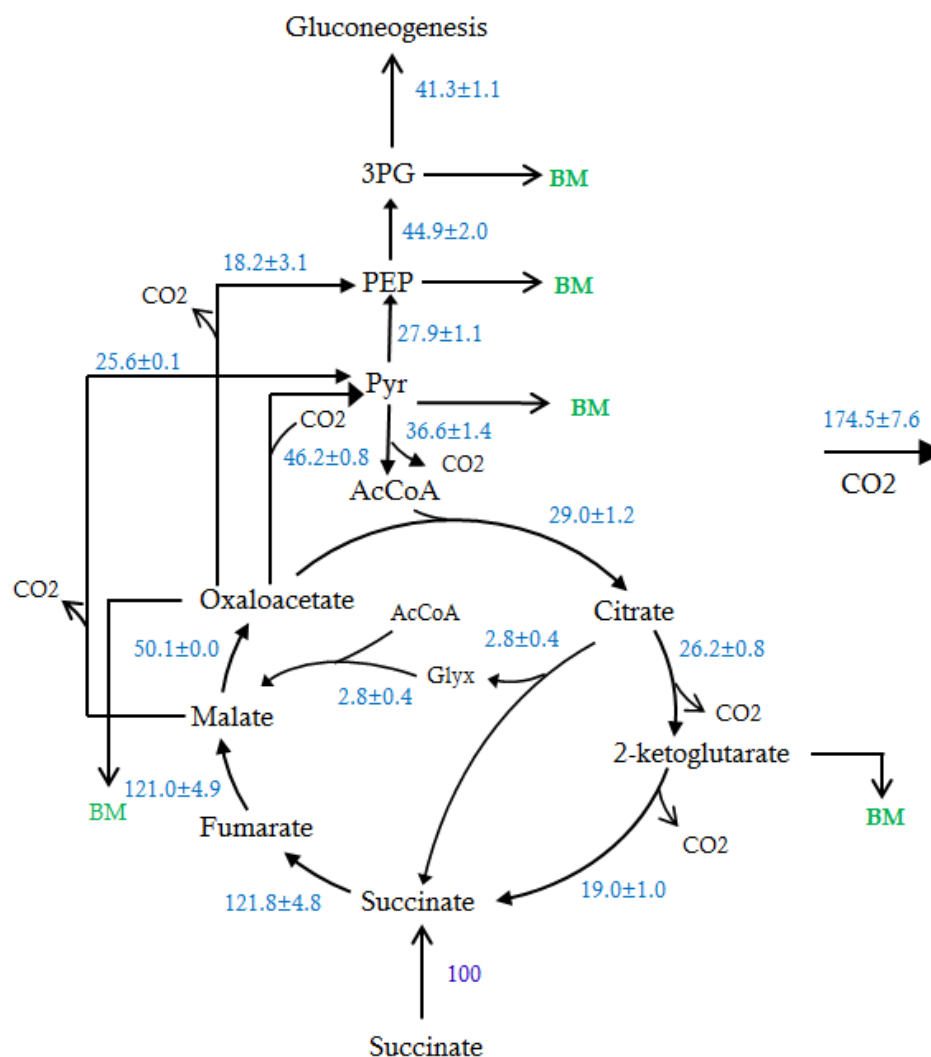 Gluconeogenesis
41.3±1.1
3PG
BM
44.9±2.0
18.2±3.1
CO2
PEP
BM
27.9±1.1
25.6±0.1
Pyr
BM
CO2
36.6±1.4
174.5±7.6
46.2±0.8
CO2
CO2
AcCoA
29.0±1.2
CO2
Oxaloacetate
AcCoA
Citrate
50.1±0.0
2.8±0.4
26.2±0.8
Glyx
2.8±0.4
Malate
CO2
2-ketoglutarate
121.0±4.9
BM
Fumarate
BM
CO2
121.8±4.8
Succinate
19.0±1.0
100
Succinate